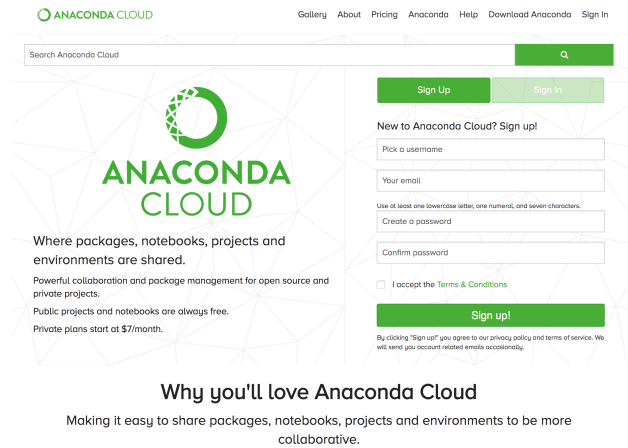 ANACONDA CLOUD
Gallery About Pricing Anaconda Help Download Anaconda Sign In
Search Anaconda Cloud
ANACONDA
CLOUD
Where packages, notebooks, projects and
environments are shared.
Powerful collaboration and package management for open source and
private projects.
Public projects and notebooks are always free.
Private plans start at $7/month.
Sign Up Sign In
New to Anaconda Cloud? Sign up!
Pick a username
Your email
Use at least one lowercase letter, one numeral, and seven characters.
Create a password
Confirm password
I accept the Terms & Conditions
Sign up!
By clicking "Sign up!" you agree to our privacy policy and terms of service. We
will send you account related emails occasionally.
Why you'll love Anaconda Cloud
Making it easy to share packages, notebooks, projects and environments to be more
collaborative.